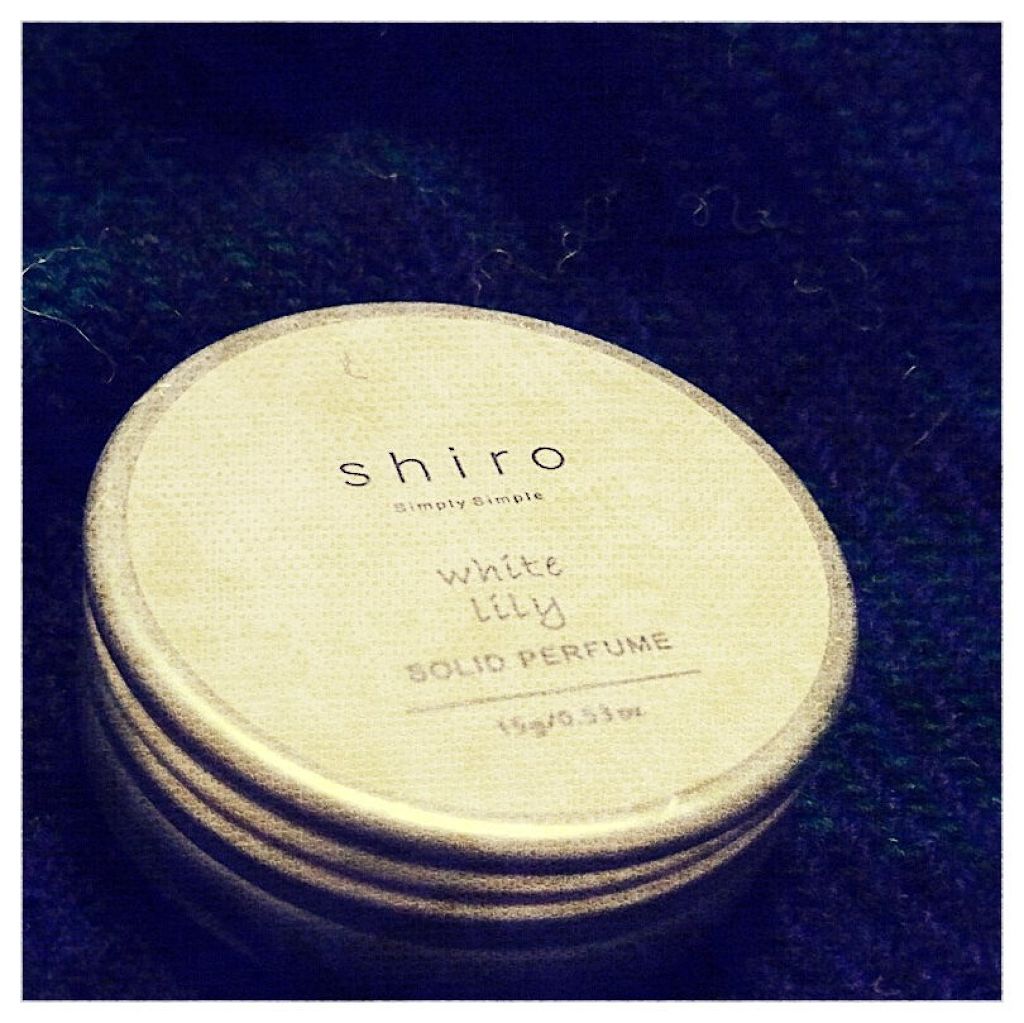 shiro
Simply Simple
white
lily
SOLID PERFUME
15g/0.53oz